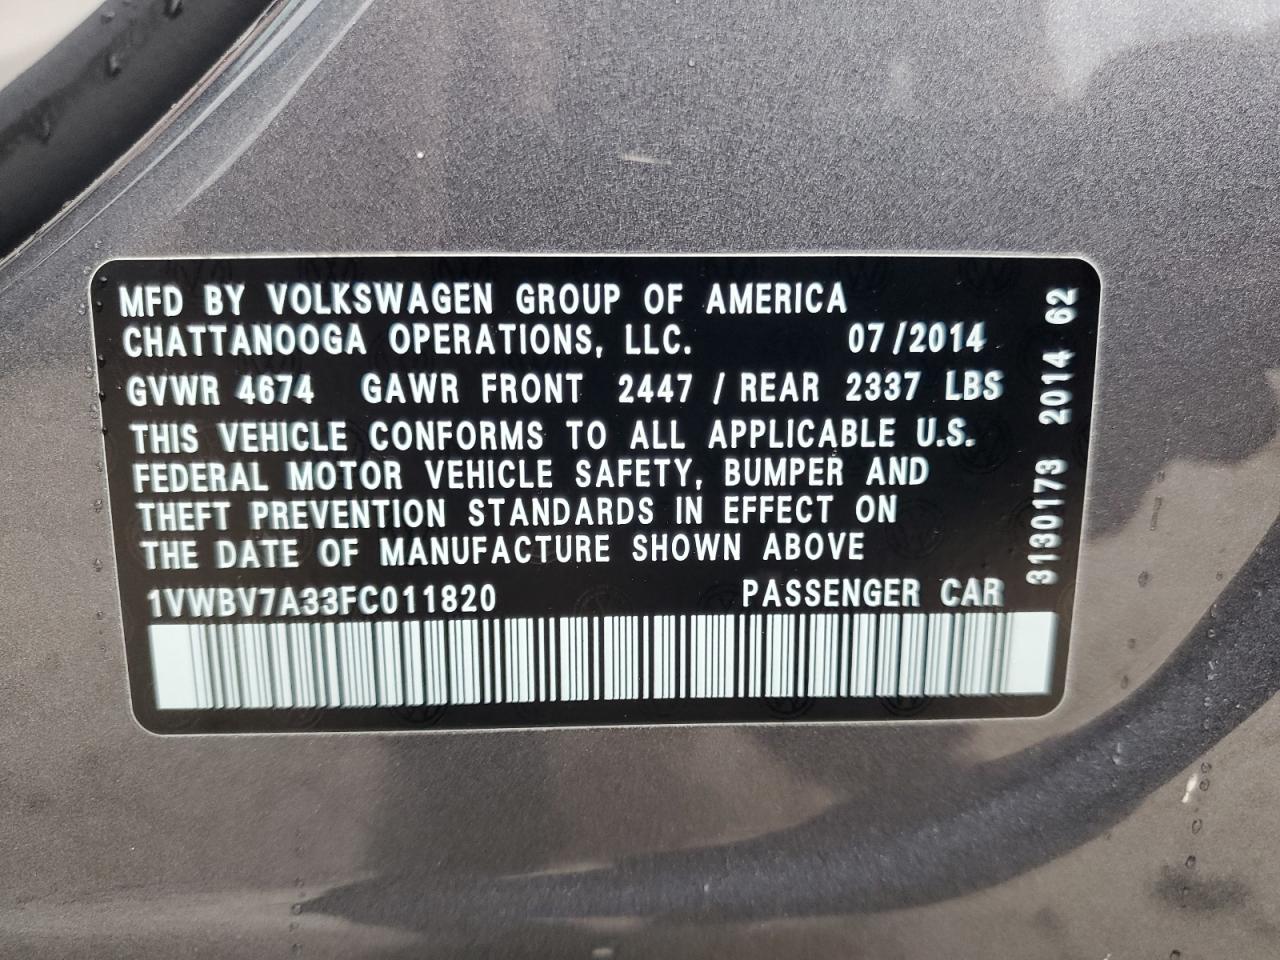 MFD BY VOLKSWAGEN GROUP OF AMERICA
CHATTANOOGA OPERATIONS, LLC. 07/2014
GVWR 4674 GAWR FRONT 2447 / REAR 2337 LBS
THIS VEHICLE CONFORMS TO ALL APPLICABLE U.S.
FEDERAL MOTOR VEHICLE SAFETY, BUMPER AND
THEFT PREVENTION STANDARDS IN EFFECT ON
THE DATE OF MANUFACTURE SHOWN ABOVE
1VWBV7A33FC011820 PASSENGER CAR
3130173 2014 62